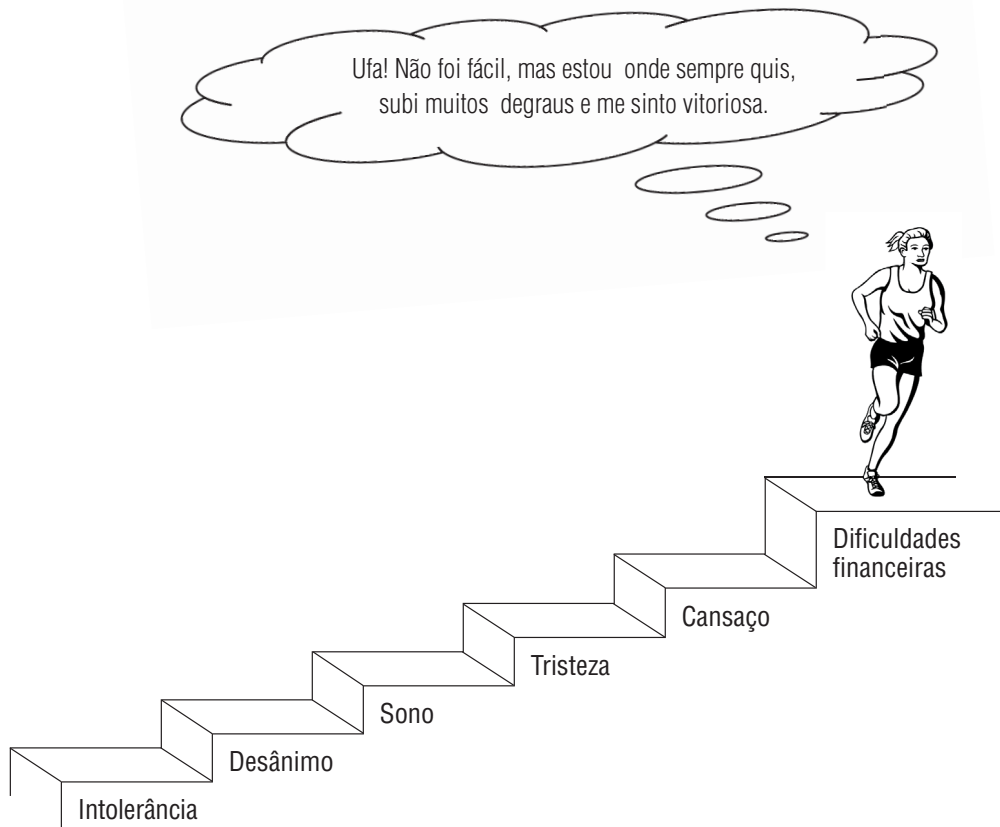 Ufa! Não foi fácil, mas estou onde sempre quis,
subi muitos degraus e me sinto vitoriosa.
Dificuldades
financeiras
Cansaço
Tristeza
Sono
Desânimo
Intolerância